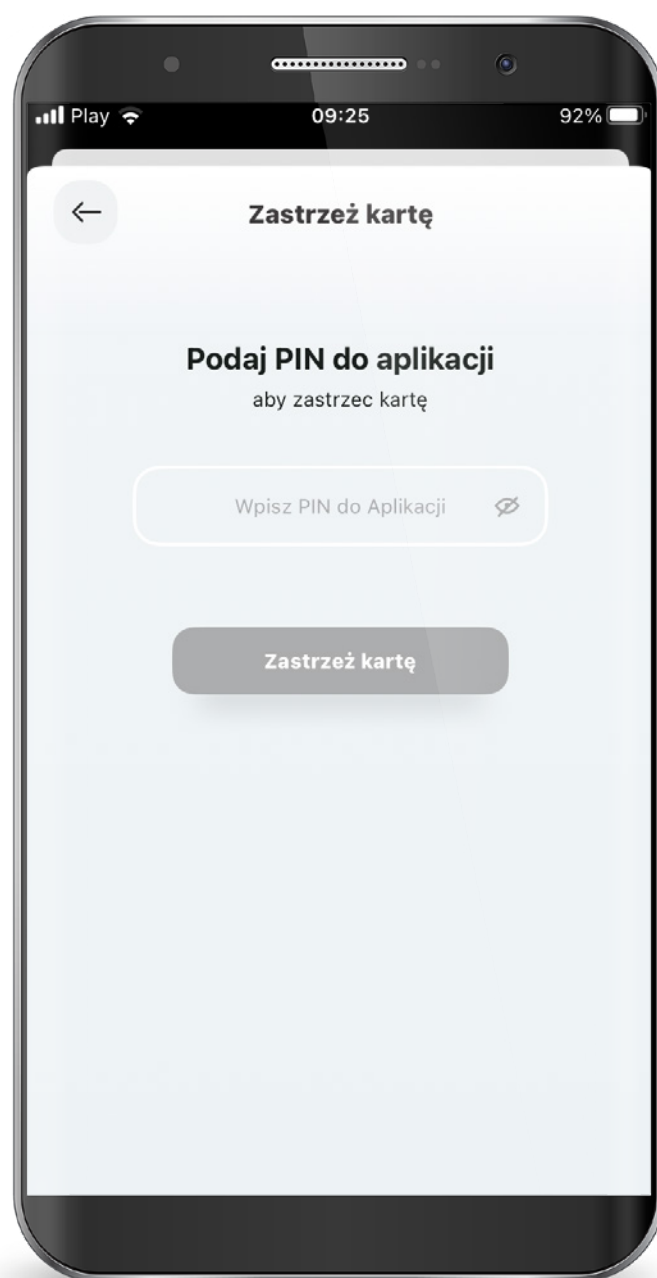 Play 09:25 92%
Zastrzeż kartę
Podaj PIN do aplikacji
aby zastrzec kartę
Wpisz PIN do Aplikacji
Zastrzeż kartę